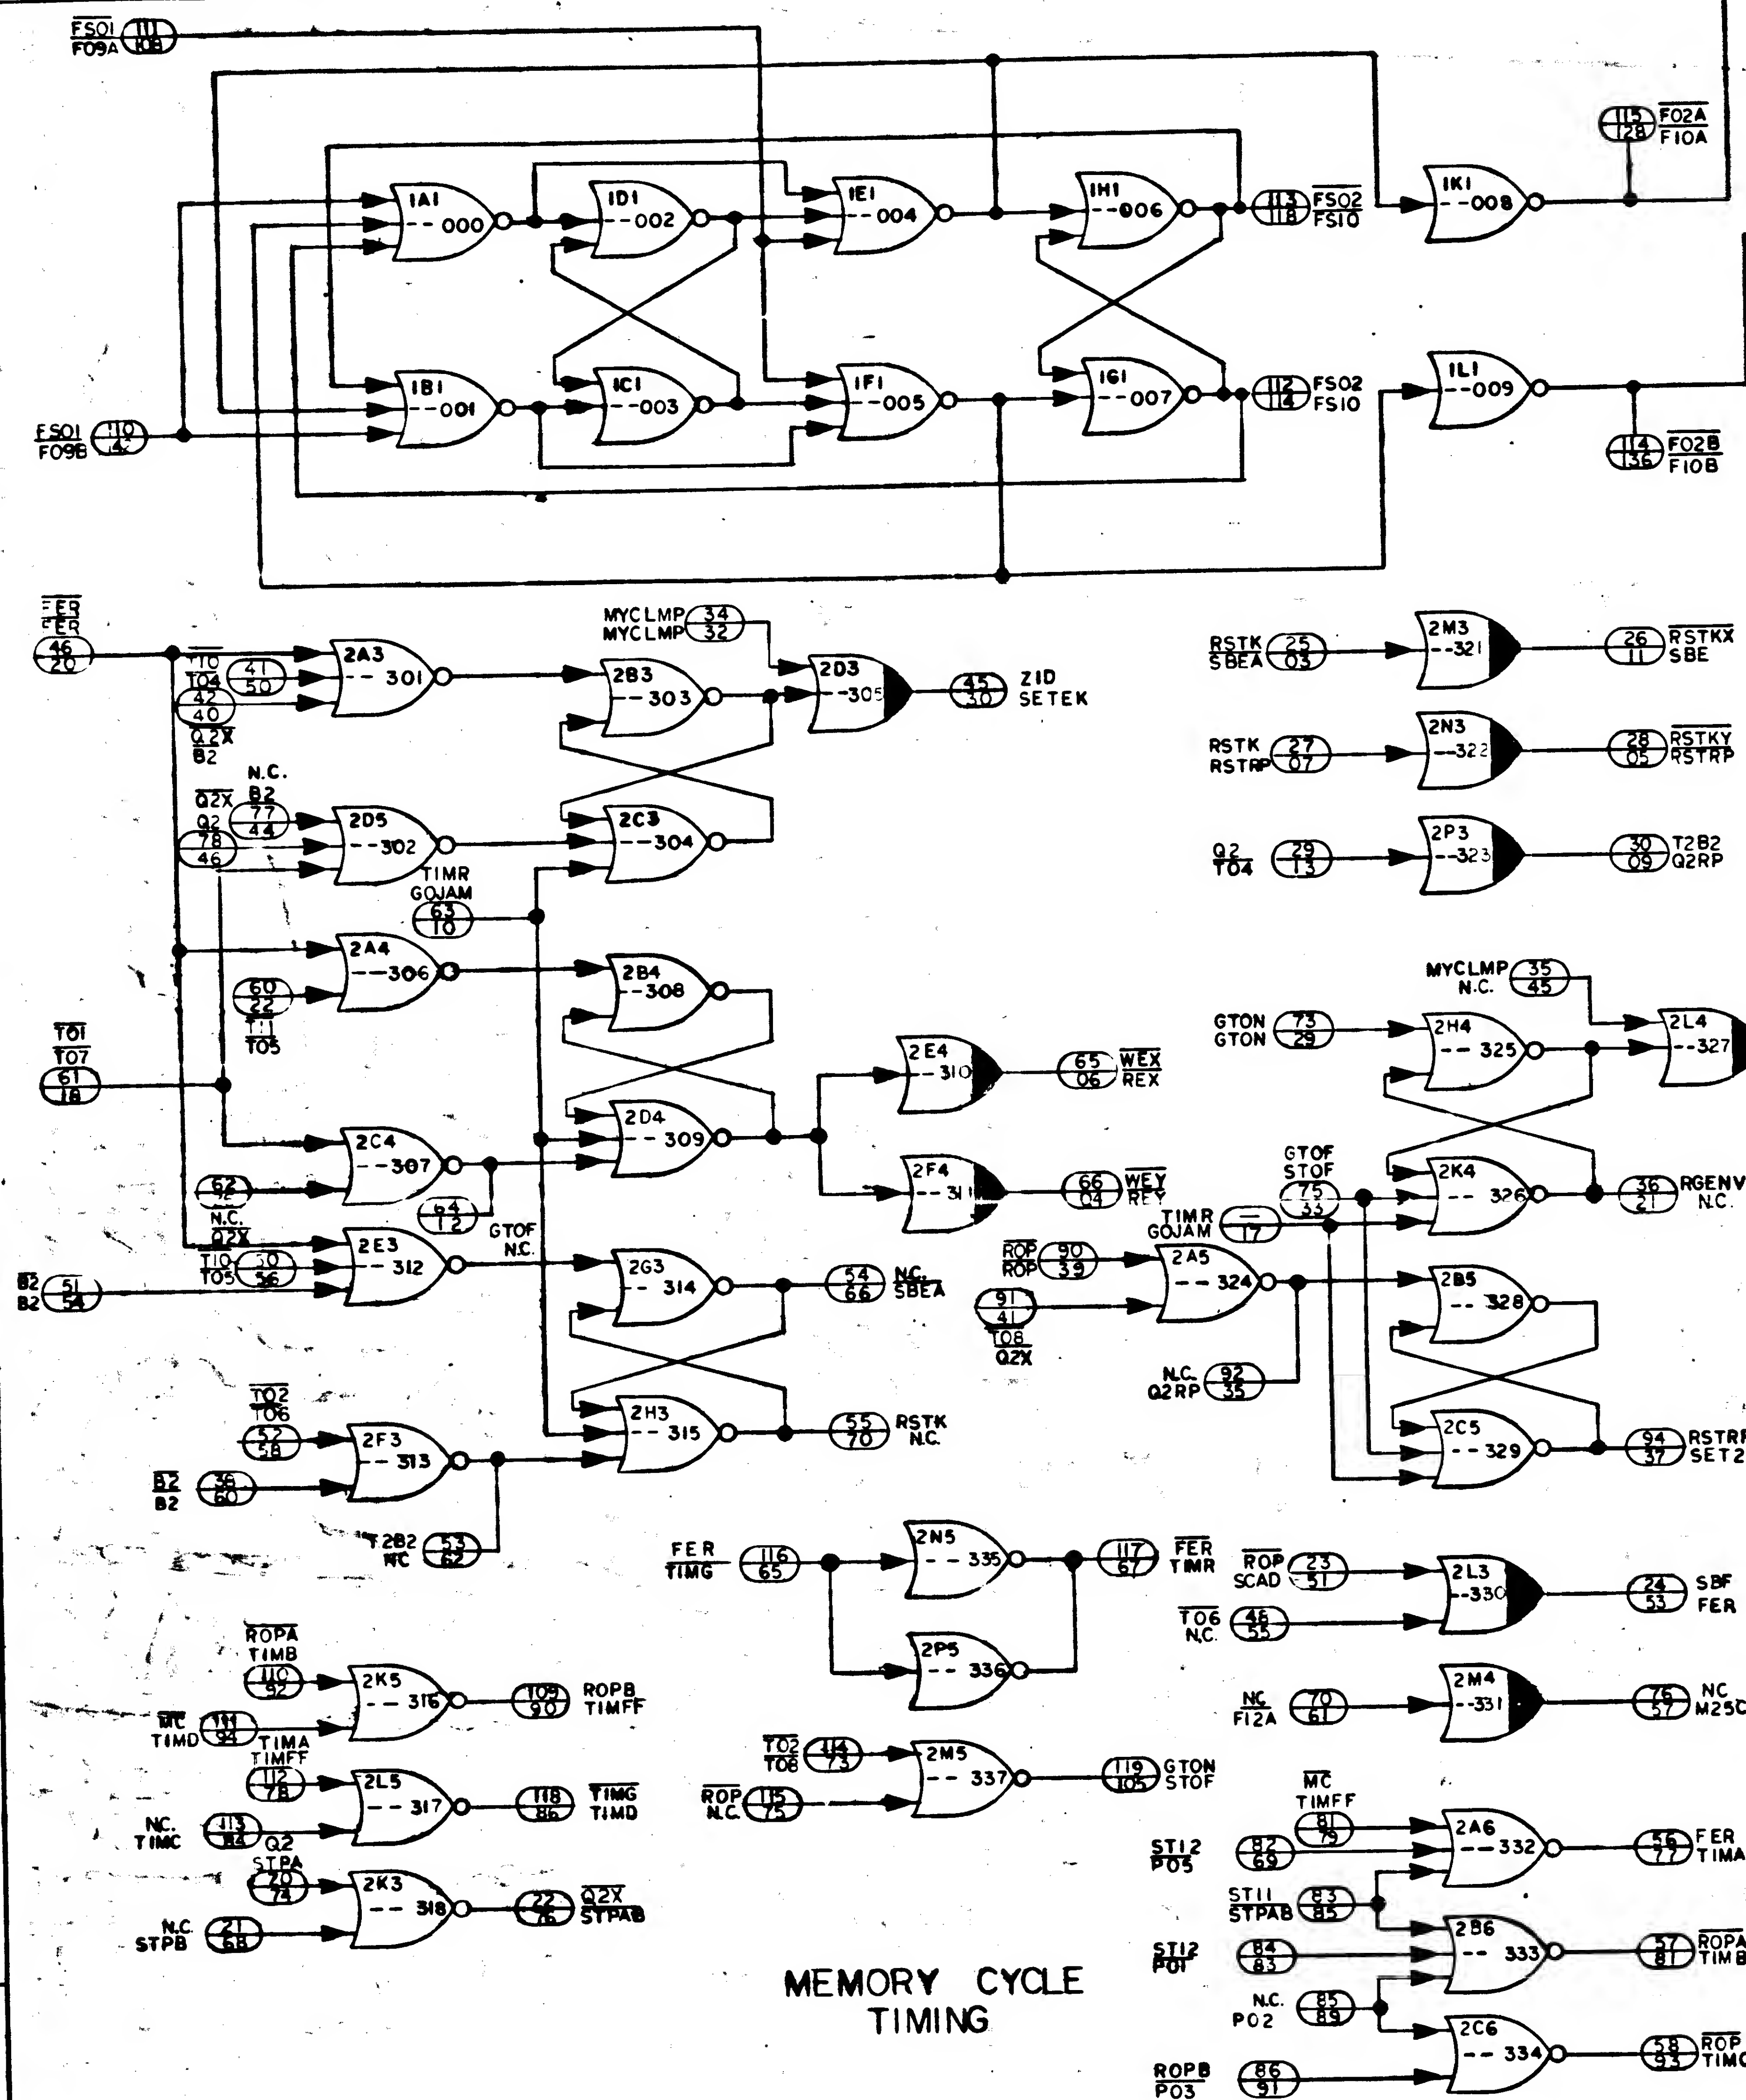 FSO1
F09A
111
1A1
--000
1D1
--002
1E1
--004
1H1
--006
113
118
FSO2
FS10
1K1
--008
115
128
F02A
F10A
1B1
--001
1C1
--003
1F1
--005
1G1
--007
112
114
FSO2
FS10
1L1
--009
114
136
F02B
F10B
FSO1
F09B
110
FER
46
20
T10
T04
41
50
42
40
Q2X
B2
2A3
--301
2B3
--303
MYCLMP
MYCLMP
34
32
2D3
--305
45
30
ZID
SETEK
RSTK
SBEA
25
03
2M3
--321
26
11
RSTKX
SBE
RSTK
RSTRP
27
07
2N3
--322
28
05
RSTKY
RSTRP
N.C.
B2
77
44
Q2X
Q2
78
46
2D5
--302
2C3
--304
TIMR
GOJAM
63
10
Q2
T04
29
13
2P3
--323
30
09
T2B2
Q2RP
2A4
--306
60
22
T11
T05
2B4
--308
T01
T07
61
18
2C4
--307
62
N.C.
Q2X
64
12
GTOF
N.C.
2D4
--309
2E4
--310
65
06
WEX
REX
2F4
--311
66
04
WEY
REY
MYCLMP
N.C.
35
45
GTON
GTON
73
29
2H4
--325
2L4
--327
GTOF
STOF
75
33
2K4
--326
36
21
RGENV
N.C.
TIMR
GOJAM
17
B2
B2
51
54
T10
T05
50
56
2E3
--312
2G3
--314
54
66
N.C.
SBEA
ROP
ROP
90
39
91
41
T08
Q2X
2A5
--324
N.C.
Q2RP
92
35
2B5
--328
2C5
--329
94
37
SET2
T02
T06
52
58
B2
B2
60
2F3
--313
T2B2
NC
53
62
2H3
--315
55
70
RSTK
N.C.
FER
TIMG
116
65
2N5
--335
2P5
--336
117
67
FER
TIMR
ROP
SCAD
23
51
T06
N.C.
46
55
2L3
--330
24
53
SBF
FER
NC
F12A
70
61
2M4
--331
76
57
NC
M25C
ROPA
TIMB
110
92
MC
TIMD
111
94
2K5
--316
109
90
ROPB
TIMFF
TIMA
TIMFF
112
78
NC.
TIMC
113
84
2L5
--317
118
86
TIMG
TIMD
Q2
STPA
20
74
N.C.
STPB
21
68
2K3
--318
22
76
Q2X
STPAB
T02
T08
114
73
ROP
N.C.
115
75
2M5
--337
119
105
GTON
STOF
MC
TIMFF
81
79
ST12
P05
82
69
ST11
STPAB
83
85
2A6
--332
56
77
FER
TIMA
ST12
P01
84
83
2B6
--333
57
81
ROPA
TIMB
N.C.
P02
85
89
ROPB
P03
86
91
2C6
--334
58
93
ROP
TIMC
MEMORY CYCLE
TIMING